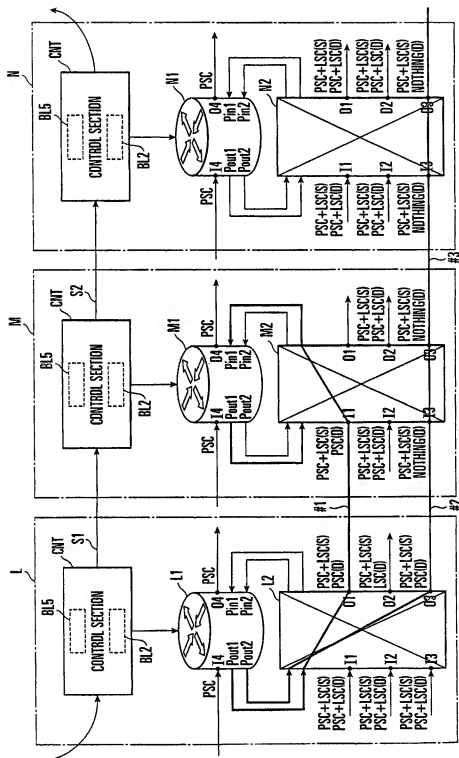 L
CNT
BL5
CONTROL SECTION
BL2
S1
L1
PSC
I4
O4
PSC
Pout1
Pin1
Pout2
Pin2
L2
PSC+LSC(S)
PSC+LSC(D)
I1
PSC+LSC(S)
PSC+LSC(D)
I2
PSC+LSC(S)
PSC+LSC(D)
I3
O1
PSC+LSC(S)
PSC(D)
O2
PSC+LSC(S)
LSC(D)
O3
PSC+LSC(S)
PSC(D)
#1
#2
M
CNT
BL5
CONTROL SECTION
BL2
S2
M1
PSC
I4
O4
PSC
Pout1
Pin1
Pout2
Pin2
M2
PSC+LSC(S)
PSC(D)
I1
PSC+LSC(S)
PSC+LSC(D)
I2
PSC+LSC(S)
NOTHING(D)
I3
O1
PSC+LSC(S)
PSC+LSC(D)
O2
PSC+LSC(S)
PSC+LSC(D)
O3
PSC+LSC(S)
NOTHING(D)
#3
N
CNT
BL5
CONTROL SECTION
BL2
N1
PSC
I4
O4
PSC
Pout1
Pin1
Pout2
Pin2
N2
PSC+LSC(S)
PSC+LSC(D)
I1
PSC+LSC(S)
PSC+LSC(D)
I2
PSC+LSC(S)
NOTHING(D)
I3
O1
PSC+LSC(S)
PSC+LSC(D)
O2
PSC+LSC(S)
PSC+LSC(D)
O3
PSC+LSC(S)
NOTHING(D)